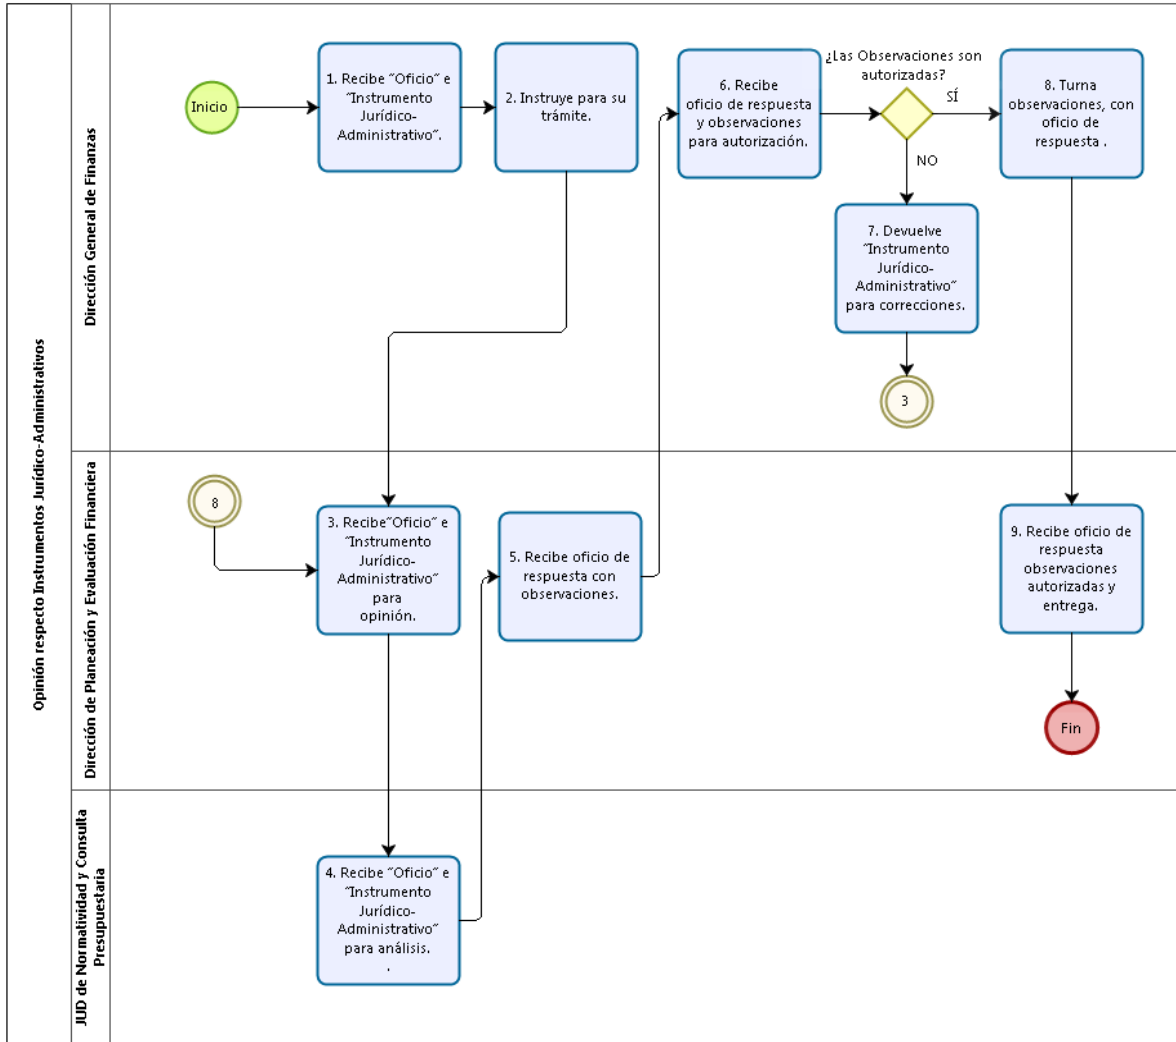 Opinión respecto Instrumentos Jurídico-Administrativos
Dirección General de Finanzas
Inicio
1. Recibe “Oficio” e
“Instrumento
Jurídico-
Administrativo”.
2. Instruye para su
trámite.
6. Recibe
oficio de respuesta
y observaciones
para autorización.
¿Las Observaciones son
autorizadas?
SÍ
NO
8. Turna
observaciones, con
oficio de
respuesta .
7. Devuelve
“Instrumento
Jurídico-
Administrativo”
para correcciones.
3
Dirección de Planeación y Evaluación Financiera
8
3. Recibe“Oficio” e
“Instrumento
Jurídico-
Administrativo”
para
opinión.
5. Recibe oficio de
respuesta con
observaciones.
9. Recibe oficio de
respuesta
observaciones
autorizadas y
entrega.
Fin
JUD de Normatividad y Consulta
Presupuestaria
4. Recibe “Oficio” e
“Instrumento
Jurídico-
Administrativo”
para análisis.
.